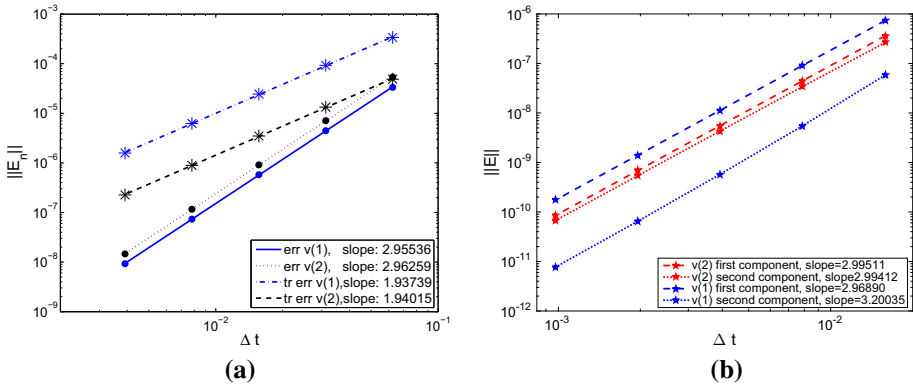 10^-3
10^-4
10^-5
10^-6
10^-7
10^-8
10^-9
||E_n||
10^-2
10^-1
Δ t
err v(1), slope: 2.95536
err v(2), slope: 2.96259
tr err v(1),slope: 1.93739
tr err v(2),slope: 1.94015
(a)
10^-6
10^-7
10^-8
10^-9
10^-10
10^-11
10^-12
||E||
10^-3
10^-2
Δ t
v(2) first component, slope=2.99511
v(2) second component, slope2.99412
v(1) first component, slope=2.96890
v(1) second component, slope=3.20035
(b)